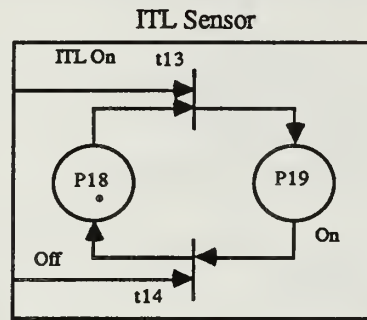 ITL Sensor
ITL On
t13
P18
P19
On
Off
t14